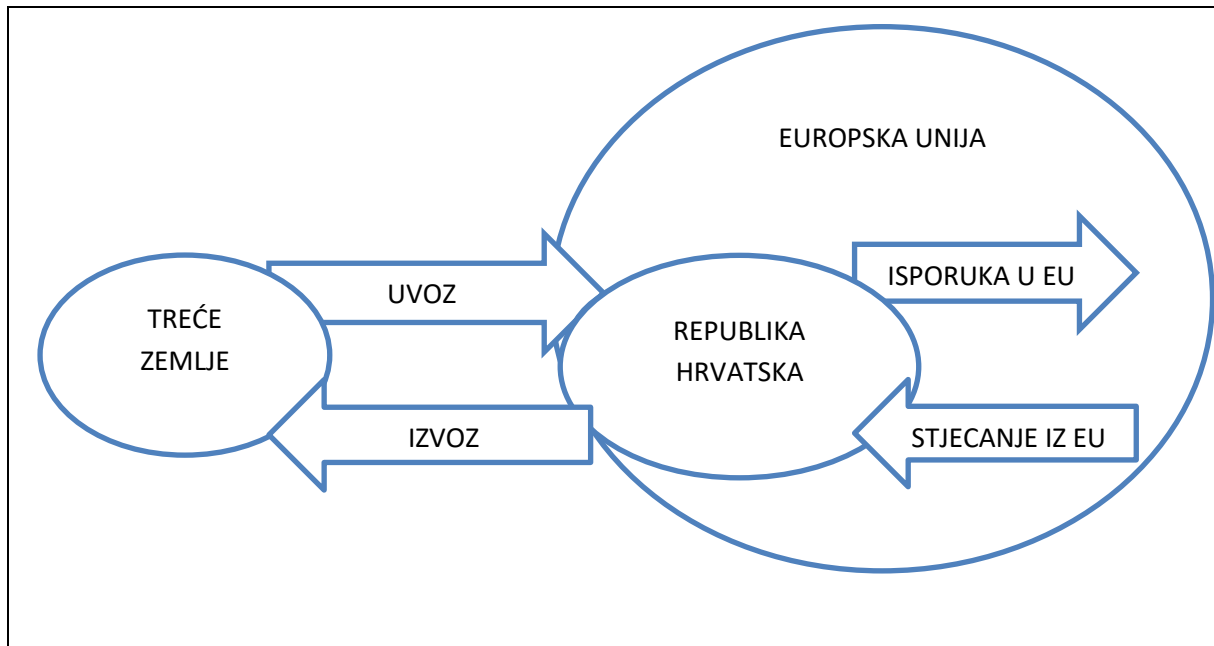 EUROPSKA UNIJA
UVOZ
ISPORUKA U EU
TREĆE
ZEMLJE
REPUBLIKA
HRVATSKA
IZVOZ
STJECANJE IZ EU